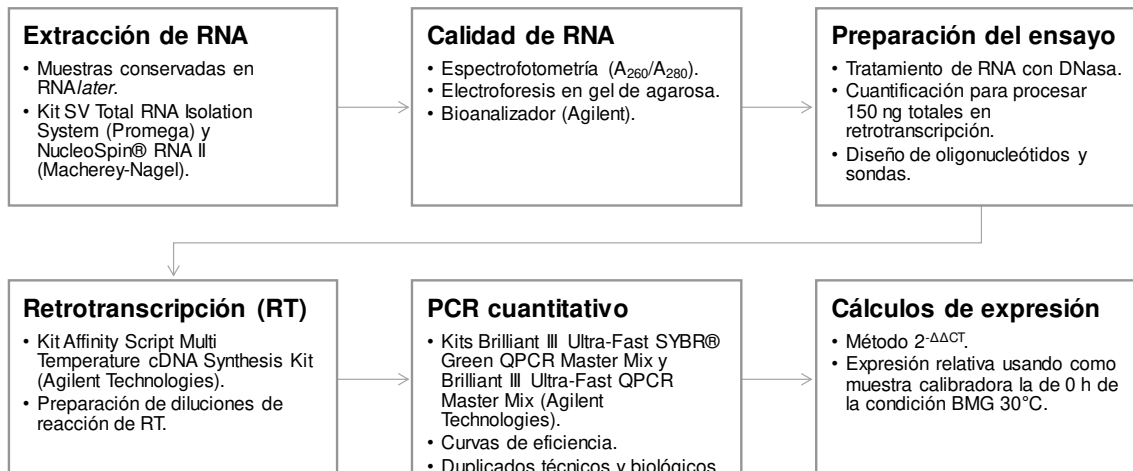 Extracción de RNA
• Muestras conservadas en
RNAlater.
• Kit SV Total RNA Isolation
System (Promega) y
NucleoSpin® RNA II
(Macherey-Nagel).
Calidad de RNA
• Espectrofotometría (A260/A280).
• Electroforesis en gel de agarosa.
• Bioanalizador (Agilent).
Preparación del ensayo
• Tratamiento de RNA con DNasa.
• Cuantificación para procesar
150 ng totales en
retrotranscripción.
• Diseño de oligonucleótidos y
sondas.
Retrotranscripción (RT)
• Kit Affinity Script Multi
Temperature cDNA Synthesis Kit
(Agilent Technologies).
• Preparación de diluciones de
reacción de RT.
PCR cuantitativo
• Kits Brilliant III Ultra-Fast SYBR®
Green QPCR Master Mix y
Brilliant III Ultra-Fast QPCR
Master Mix (Agilent
Technologies).
• Curvas de eficiencia.
• Duplicados técnicos y biológicos
Cálculos de expresión
• Método 2-ΔΔCT.
• Expresión relativa usando como
muestra calibradora la de 0 h de
la condición BMG 30°C.